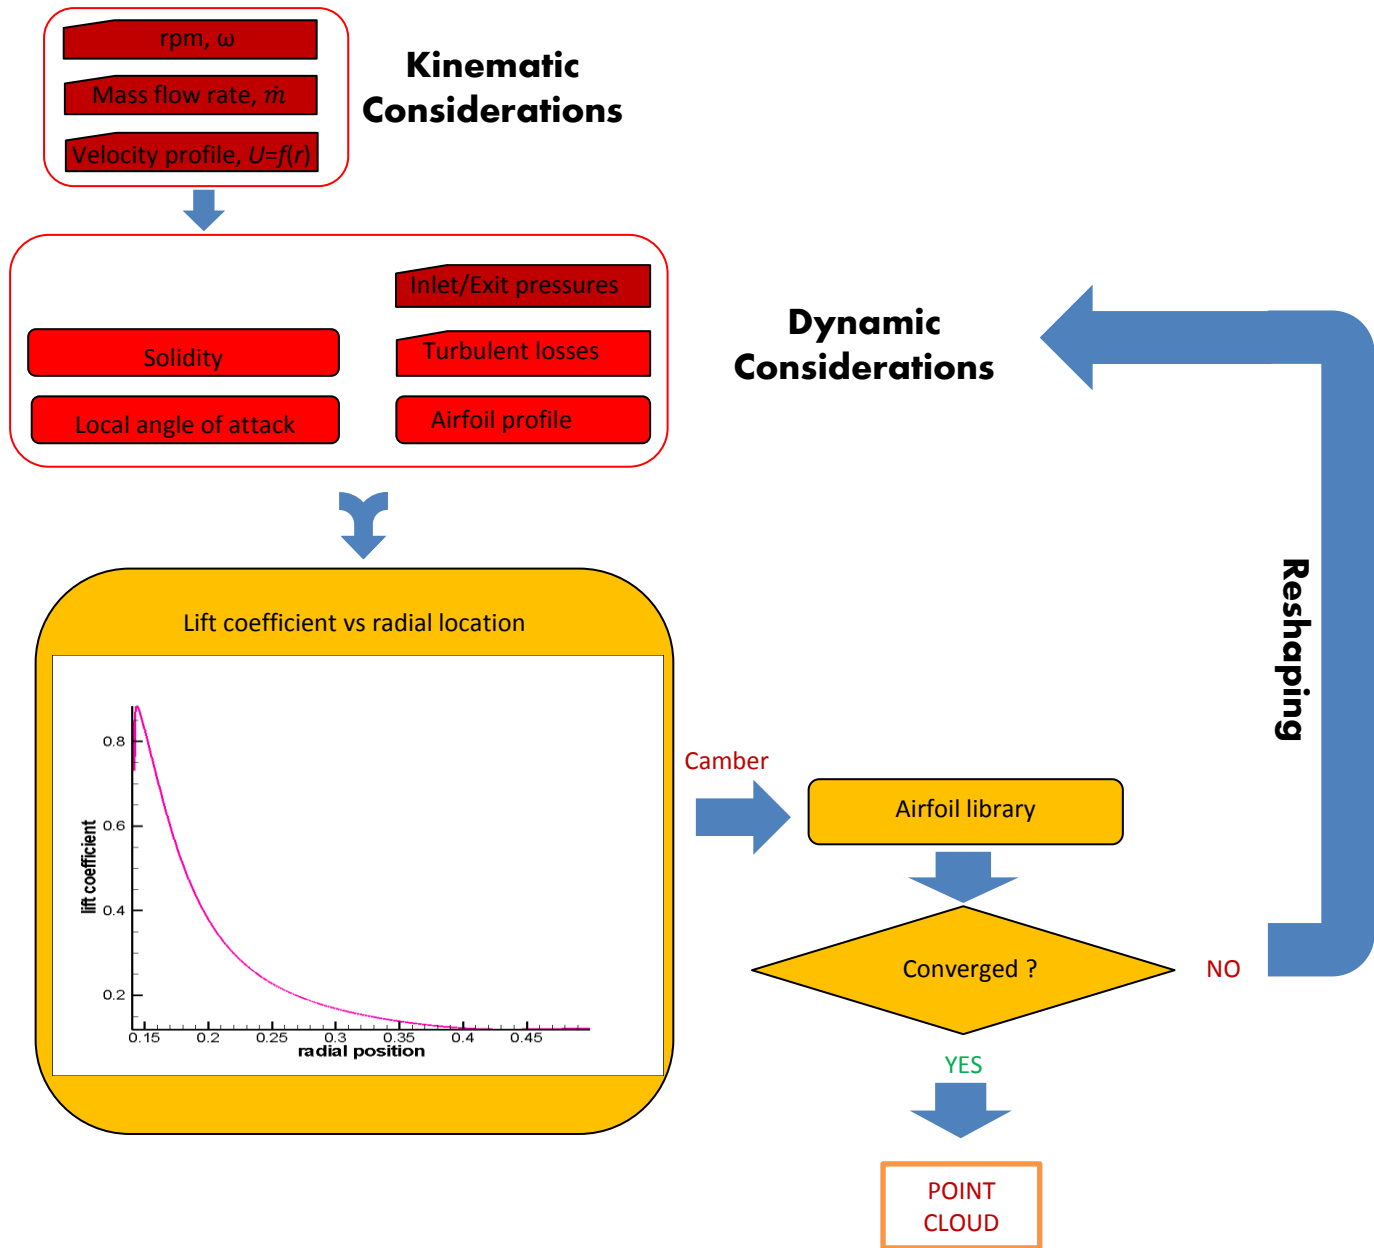 rpm, ω
Mass flow rate, ṁ
Velocity profile, U=f(r)
Kinematic
Considerations
Inlet/Exit pressures
Solidity
Turbulent losses
Local angle of attack
Airfoil profile
Dynamic
Considerations
Lift coefficient vs radial location
lift coefficient
0.8
0.6
0.4
0.2
0.15 0.2 0.25 0.3 0.35 0.4 0.45
radial position
Camber
Airfoil library
Converged ?
NO
Reshaping
YES
POINT
CLOUD